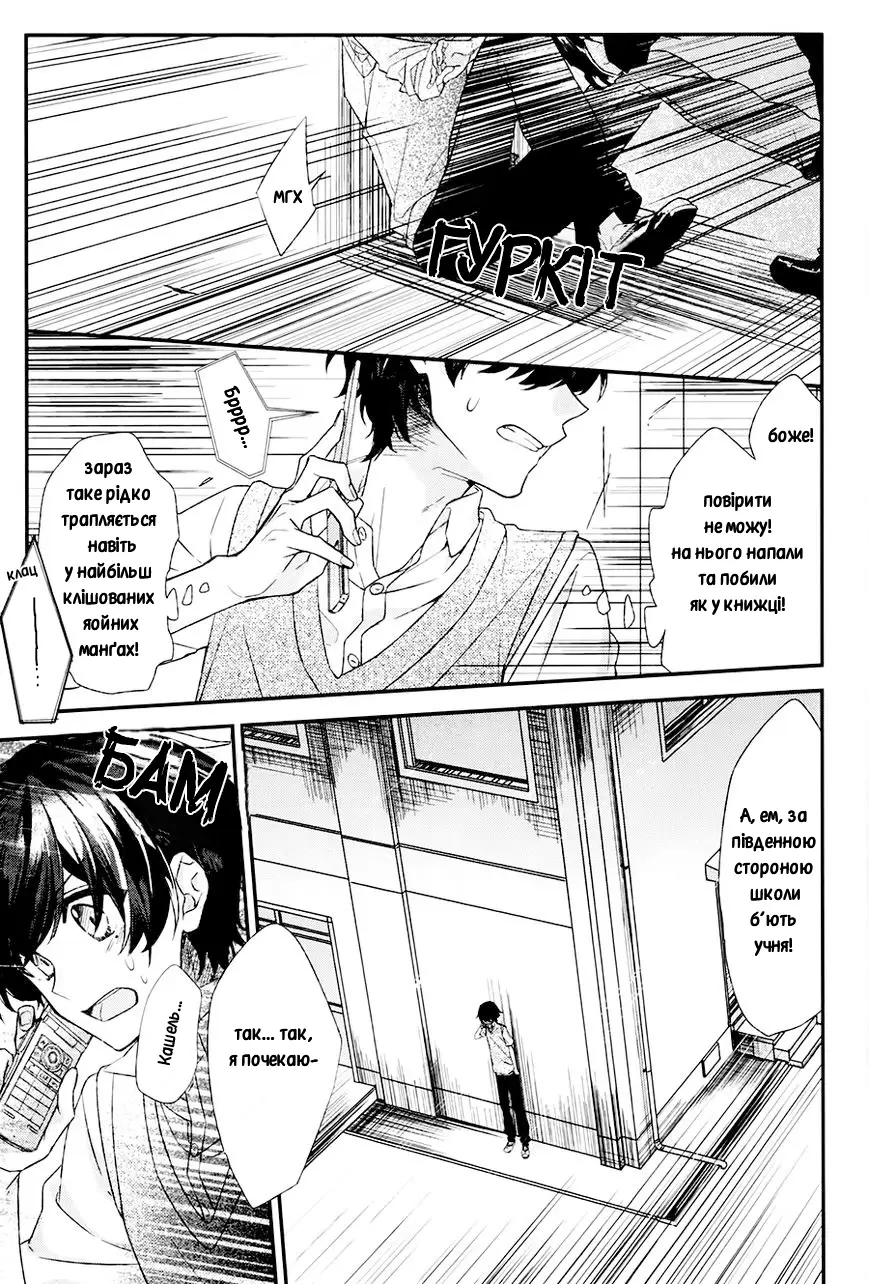 мгх
ГУРКІТ
боже!
повірити
не можу!
на нього напали
та побили
як у книжці!
Брррр...
зараз
таке рідко
трапляється
навіть
у найбільш
клішованих
яойних
манґах!
клац
......
А, ем, за
південною
стороною
школи
б’ють
учня!
так... так,
я почекаю-
БАМ
Кашель...